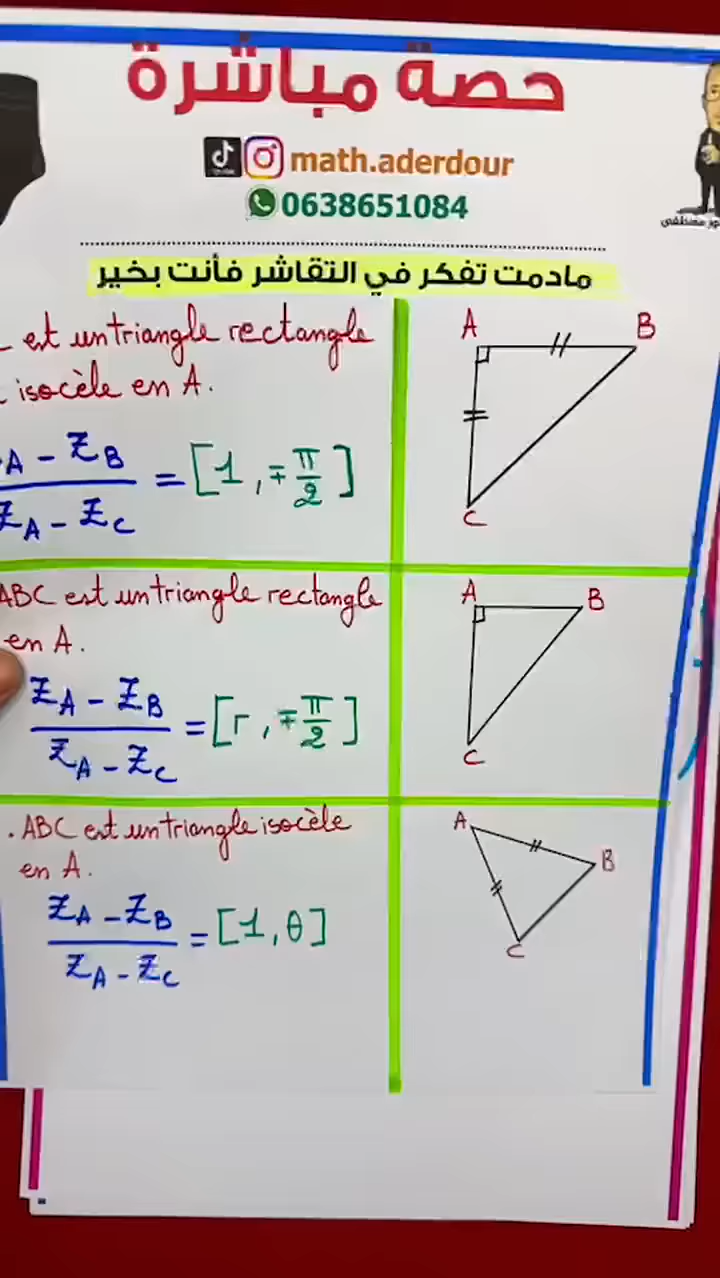 حصة مباشرة
math.aderdour
0638651084
مادمت تفكر في التقاشر فأنت بخير
est un triangle rectangle
isocèle en A.
A - ZB / ZA - ZC = [1, ∓ π/2]
A B
C
ABC est un triangle rectangle
en A.
ZA - ZB / ZA - ZC = [r, ∓ π/2]
A B
C
. ABC est un triangle isocèle
en A.
ZA - ZB / ZA - ZC = [1, θ]
A
B
C